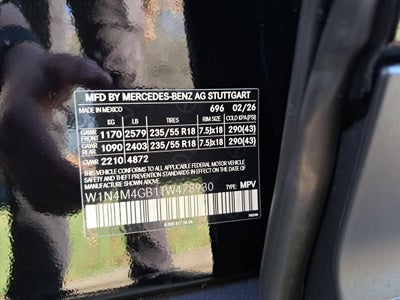 MFD BY MERCEDES-BENZ AG STUTTGART
MADE IN MEXICO 696 02/26
KG LB TIRES RIM SIZE COLD KPA (PSI)
GAWR (FRONT) 1170 2579 235/55 R18 7.5Jx18 290(43)
GAWR (REAR) 1090 2403 235/55 R18 7.5Jx18 290(43)
GVWR 2210 4872
THIS VEHICLE CONFORMS TO ALL APPLICABLE FEDERAL MOTOR VEHICLE
SAFETY AND THEFT PREVENTION STANDARDS IN EFFECT ON THE DATE
OF MANUFACTURE SHOWN ABOVE.
W1N4M4GB1TW478930 TYPE: MPV